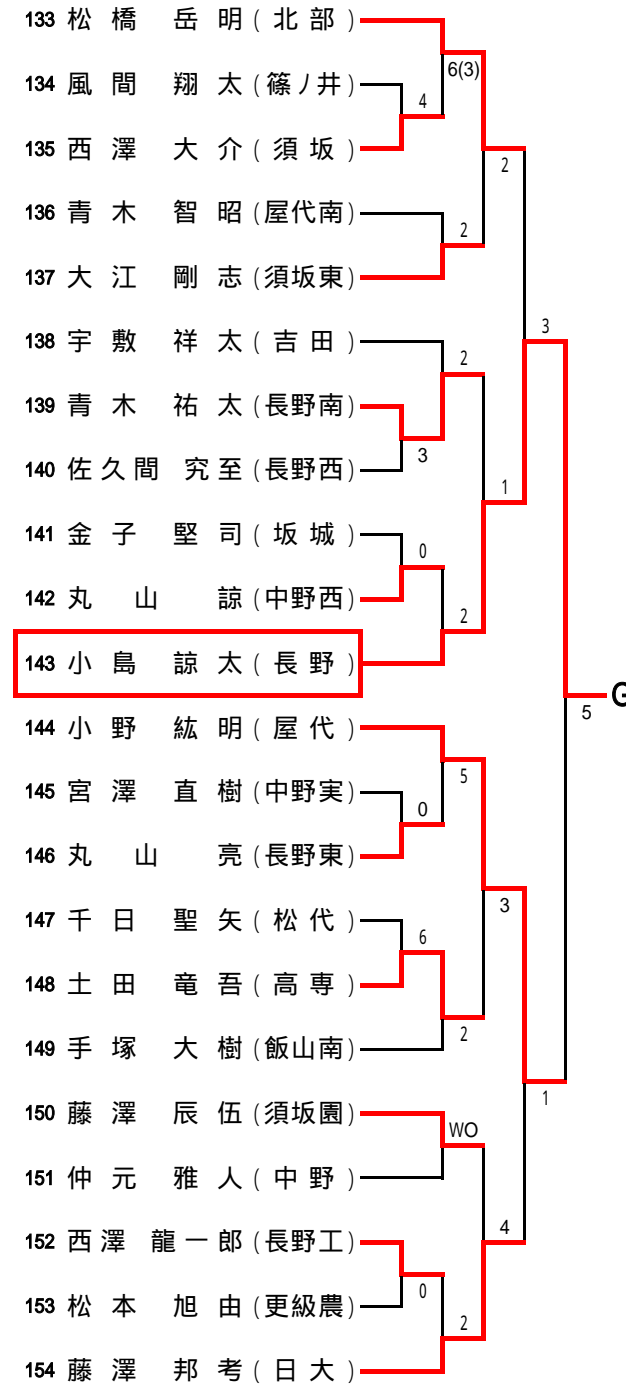 133 松橋 岳明(北部)
6(3)
134 風間 翔太(篠ノ井)
4
135 西澤 大介(須坂)
2
136 青木 智昭(屋代南)
2
137 大江 剛志(須坂東)
3
138 宇敷 祥太(吉田)
2
139 青木 祐太(長野南)
3
140 佐久間 究至(長野西)
1
141 金子 堅司(坂城)
0
142 丸山 諒(中野西)
2
143 小島 諒太(長野)
G
5
144 小野 紘明(屋代)
5
145 宮澤 直樹(中野実)
0
146 丸山 亮(長野東)
3
147 千日 聖矢(松代)
6
148 土田 竜吾(高専)
2
149 手塚 大樹(飯山南)
1
150 藤澤 辰伍(須坂園)
WO
151 仲元 雅人(中野)
4
152 西澤 龍一郎(長野工)
0
153 松本 旭由(更級農)
2
154 藤澤 邦考(日大)